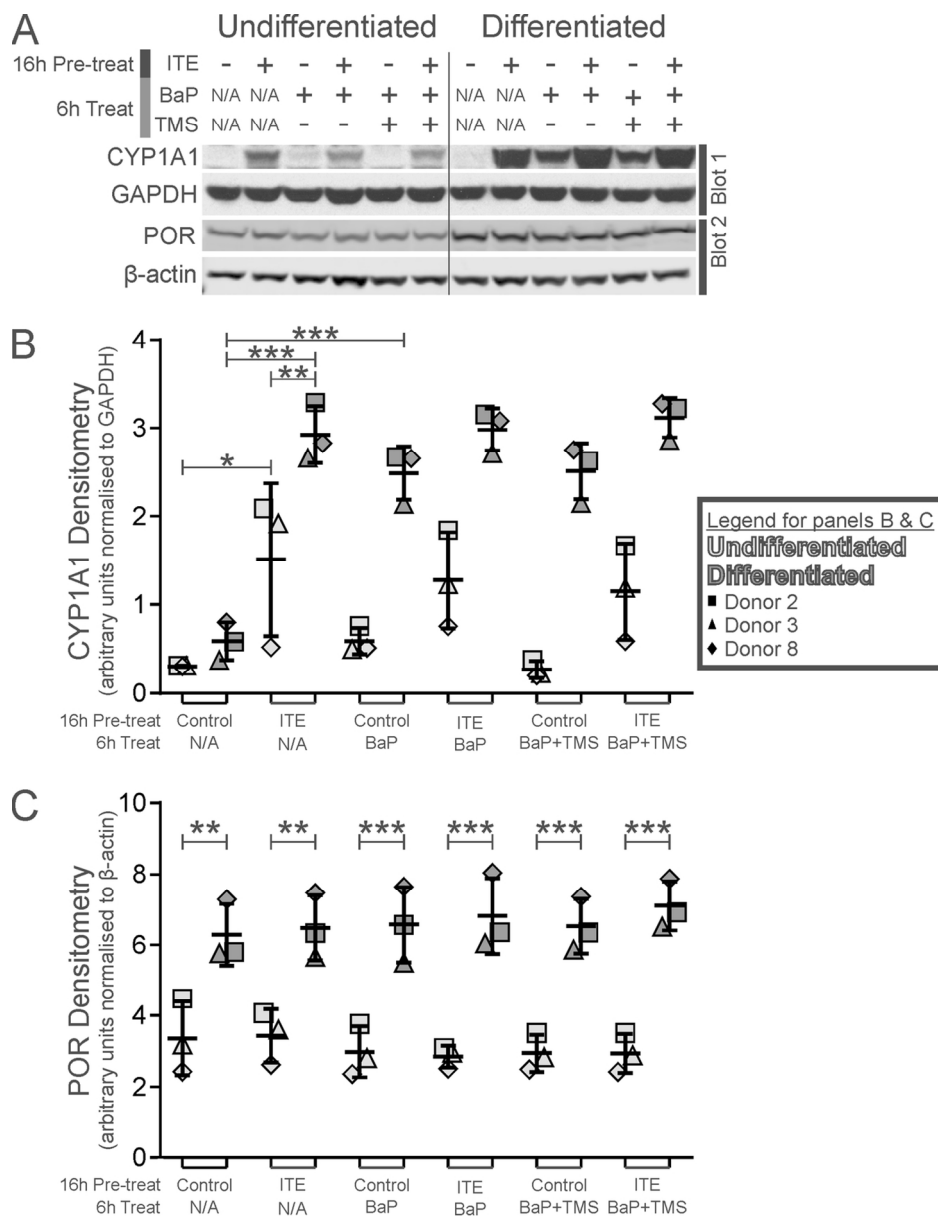 A
Undifferentiated Differentiated
16h Pre-treat ITE - + - + - + - + - + - +
6h Treat BaP N/A N/A + + + + N/A N/A + + + +
TMS N/A N/A - - + + N/A N/A - - + +
CYP1A1
GAPDH
Blot 1
POR
β-actin
Blot 2
B
CYP1A1 Densitometry
(arbitrary units normalised to GAPDH)
4
3
2
1
0
***
***
**
*
16h Pre-treat Control ITE Control ITE Control ITE
6h Treat N/A N/A BaP BaP BaP+TMS BaP+TMS
Legend for panels B & C
Undifferentiated
Differentiated
Donor 2
Donor 3
Donor 8
C
POR Densitometry
(arbitrary units normalised to β-actin)
10
8
6
4
2
0
** ** *** *** *** ***
16h Pre-treat Control ITE Control ITE Control ITE
6h Treat N/A N/A BaP BaP BaP+TMS BaP+TMS